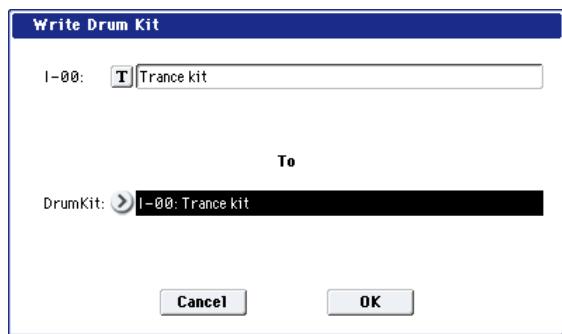 Write Drum Kit
I-00: T Trance kit
To
DrumKit: I-00: Trance kit
Cancel OK